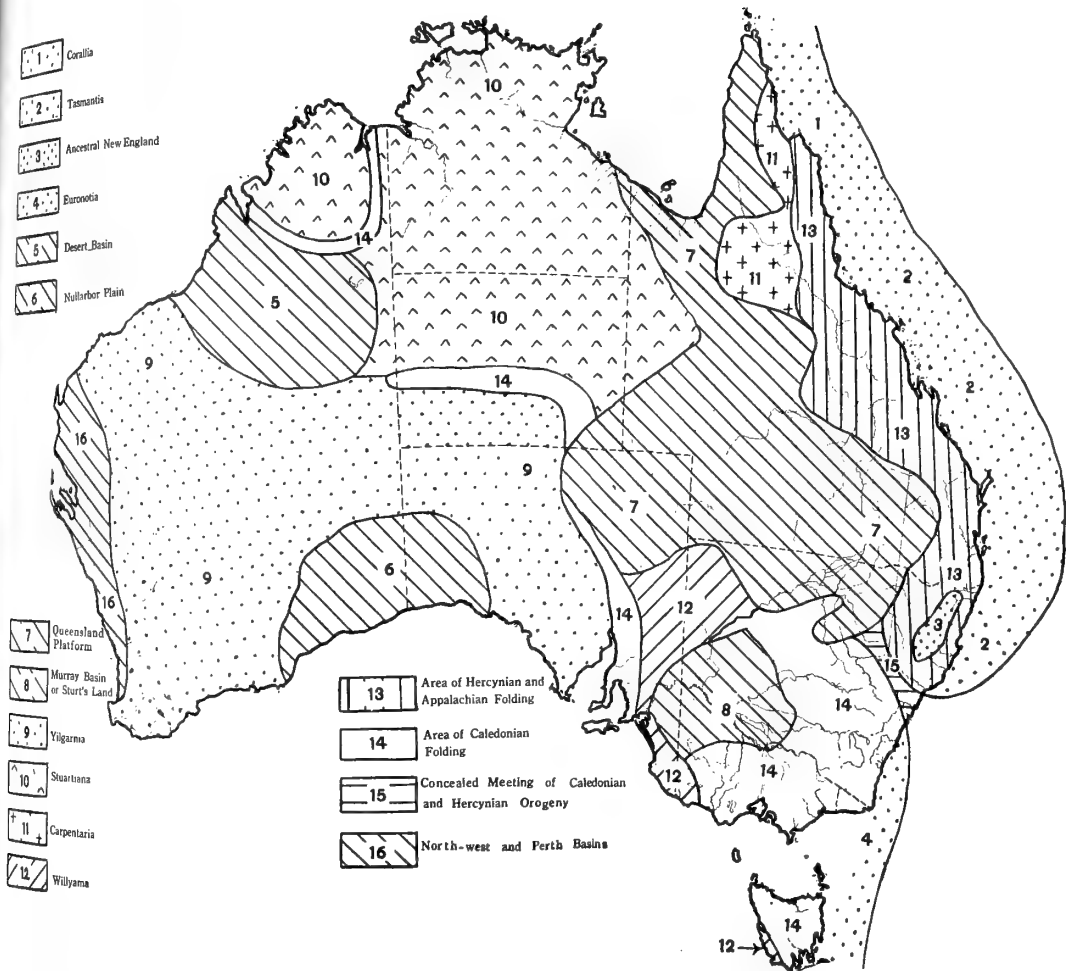 1 Corallia
2 Tasmantis
3 Ancestral New England
4 Euronotia
5 Desert Basin
6 Nullarbor Plain
7 Queensland
Platform
8 Murray Basin
or Sturt's Land
9 Yilgarnia
10 Stuartiana
11 Carpentaria
12 Willyama
13 Area of Hercynian and
Appalachian Folding
14 Area of Caledonian
Folding
15 Concealed Meeting of Caledonian
and Hercynian Orogeny
16 North-west and Perth Basins
10
1
11
10
14
13
7
11
2
5
10
9
14
2
16
13
9
7
7
6
9
13
16
12
14
3
2
15
14
8
12
14
4
14
12